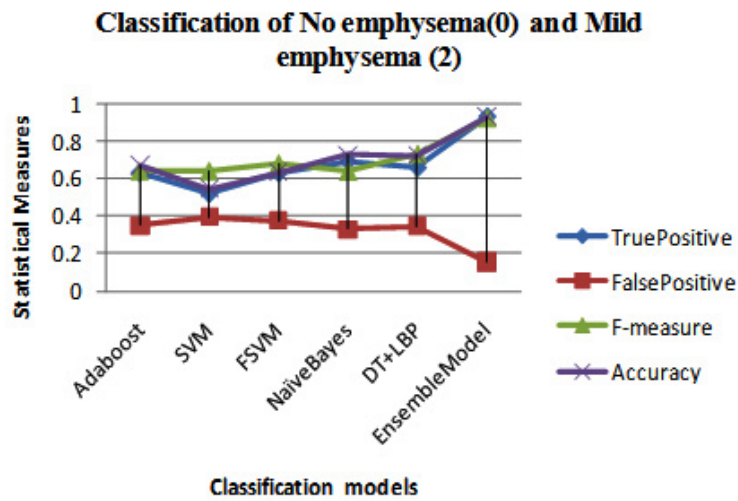 Classification of No emphysema(0) and Mild
emphysema (2)
Statistical Measures
1
0.8
0.6
0.4
0.2
0
Adaboost
SVM
FSVM
NaïveBayes
DT+LBP
EnsembleModel
Classification models
TruePositive
FalsePositive
F-measure
Accuracy